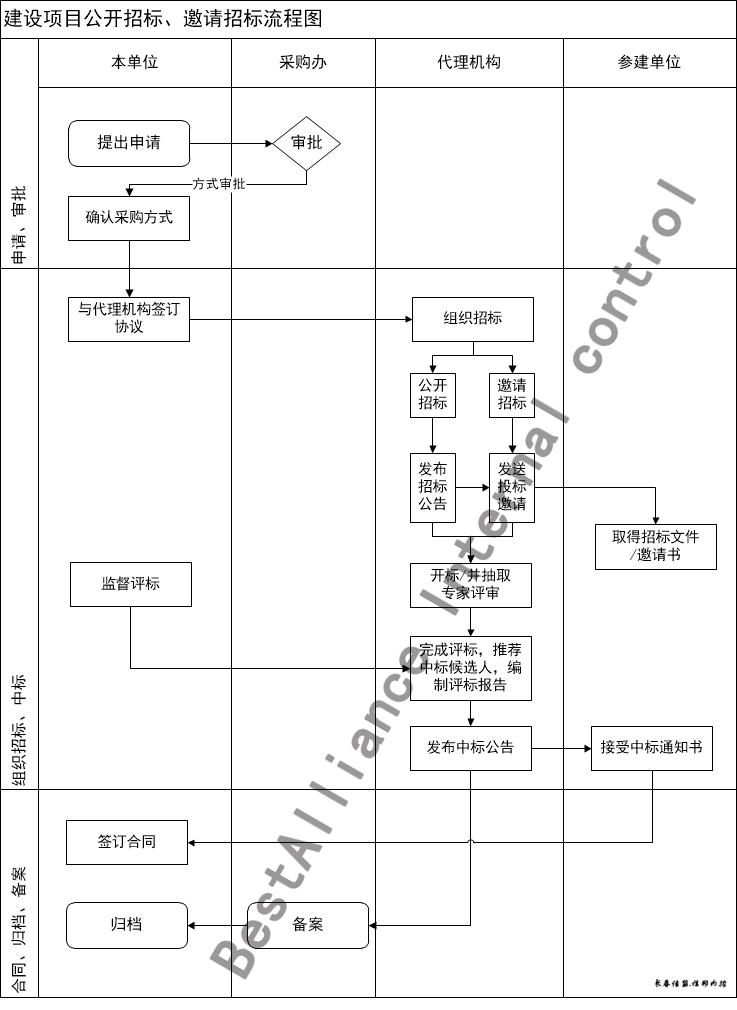 建设项目公开招标、邀请招标流程图
本单位
采购办
代理机构
参建单位
申请、审批
提出申请
审批
方式审批
确认采购方式
组织招标、中标
与代理机构签订
协议
组织招标
公开
招标
邀请
招标
发布
招标
公告
发送
投标
邀请
取得招标文件
/邀请书
开标/并抽取
专家评审
监督评标
完成评标，推荐
中标候选人，编
制评标报告
发布中标公告
接受中标通知书
合同、归档、备案
签订合同
归档
备案
BestAlliance Internal control
长春佳盟.佳邦内控